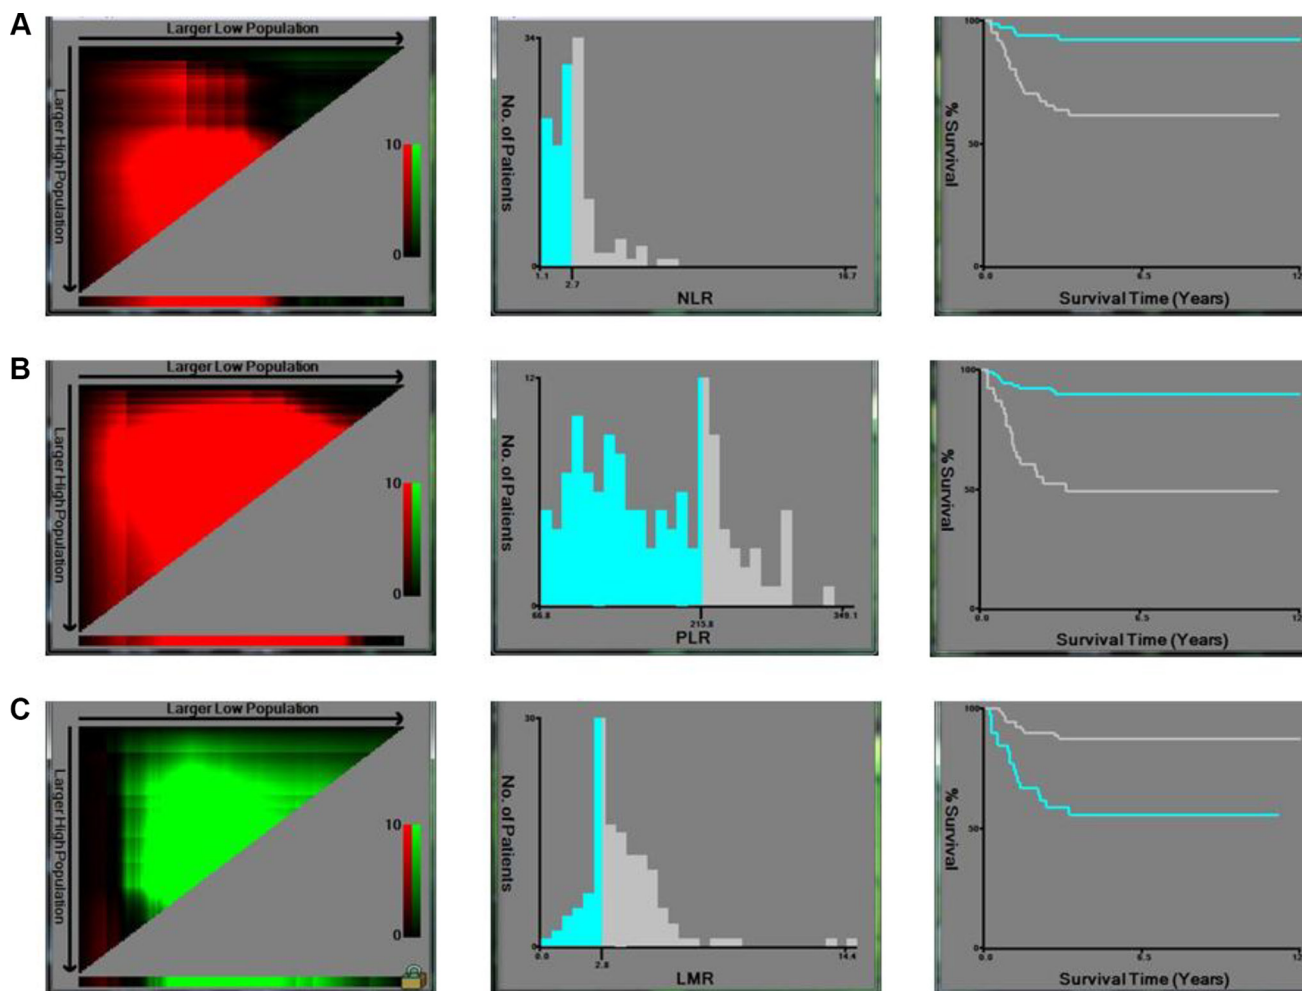 A
Larger Low Population
Larger High Population
10
0
No. of Patients
34
0
1.1
2.7
16.7
NLR
% Survival
100
50
0
0.0
6.5
12
Survival Time (Years)
B
Larger Low Population
Larger High Population
10
0
No. of Patients
12
0
66.8
213.8
349.1
PLR
% Survival
100
50
0
0.0
6.5
12
Survival Time (Years)
C
Larger Low Population
Larger High Population
10
0
No. of Patients
30
0
0.0
2.8
14.4
LMR
% Survival
100
50
0
0.0
6.5
12
Survival Time (Years)